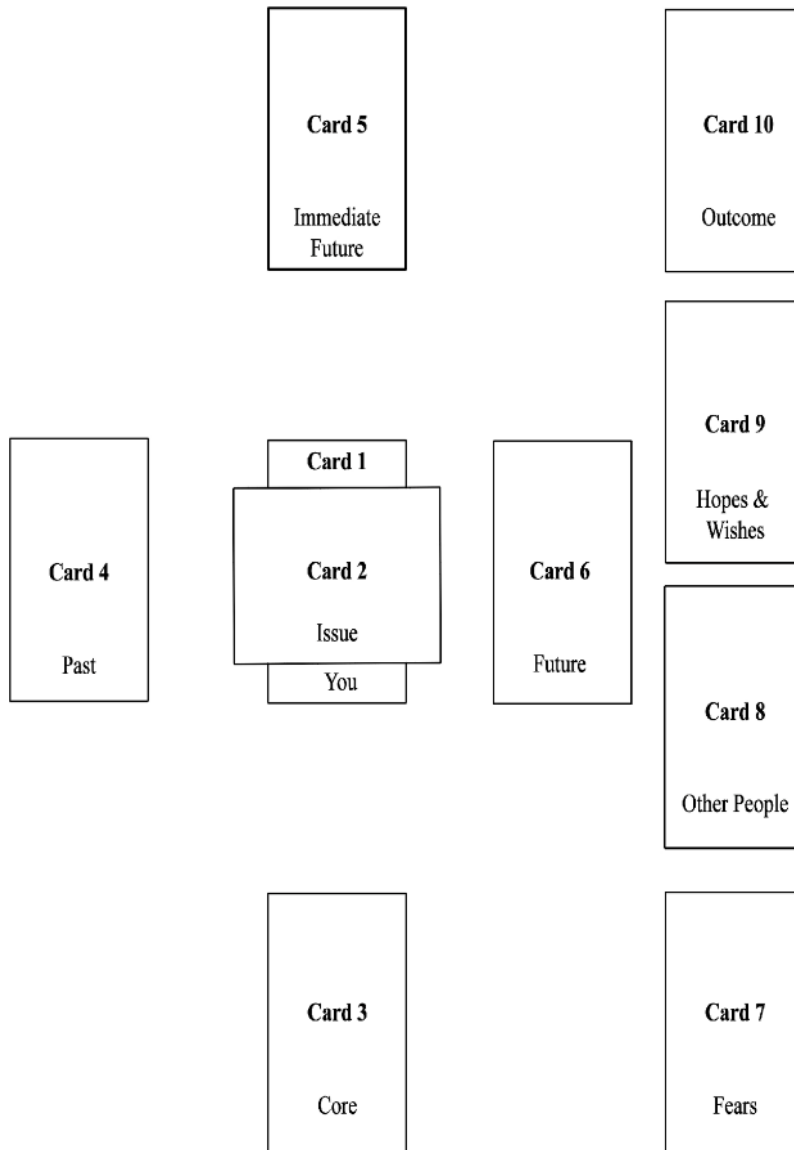 Card 5
Immediate
Future
Card 10
Outcome
Card 4
Past
Card 1
Card 2
Issue
You
Card 6
Future
Card 9
Hopes &
Wishes
Card 8
Other People
Card 3
Core
Card 7
Fears